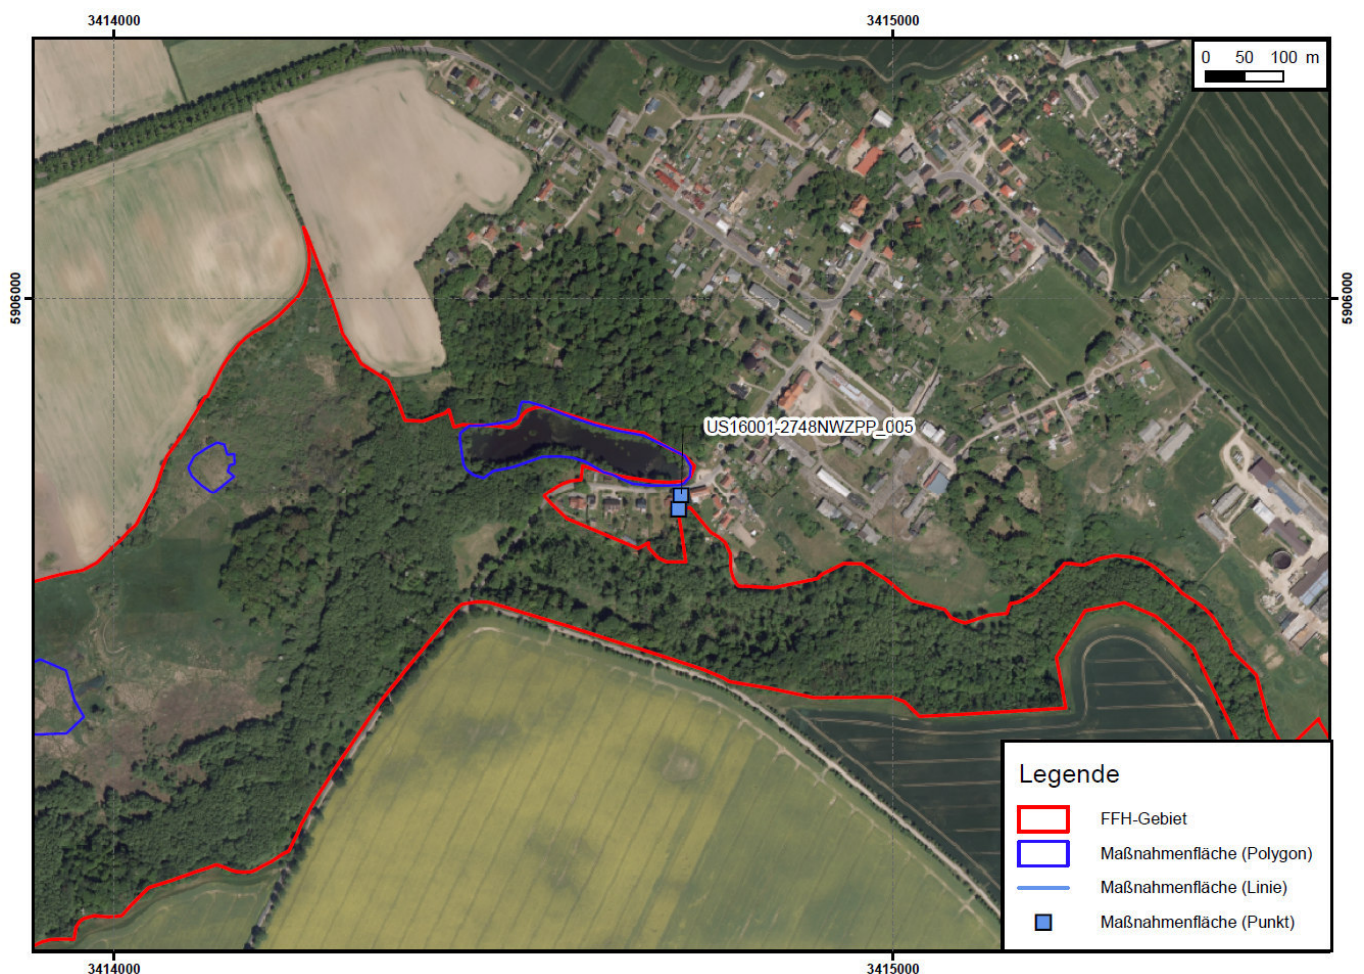 3414000 3415000
0 50 100 m
5906000 5906000
US16001-2748NWZPP_005
Legende
FFH-Gebiet
Maßnahmenfläche (Polygon)
Maßnahmenfläche (Linie)
Maßnahmenfläche (Punkt)
3414000 3415000